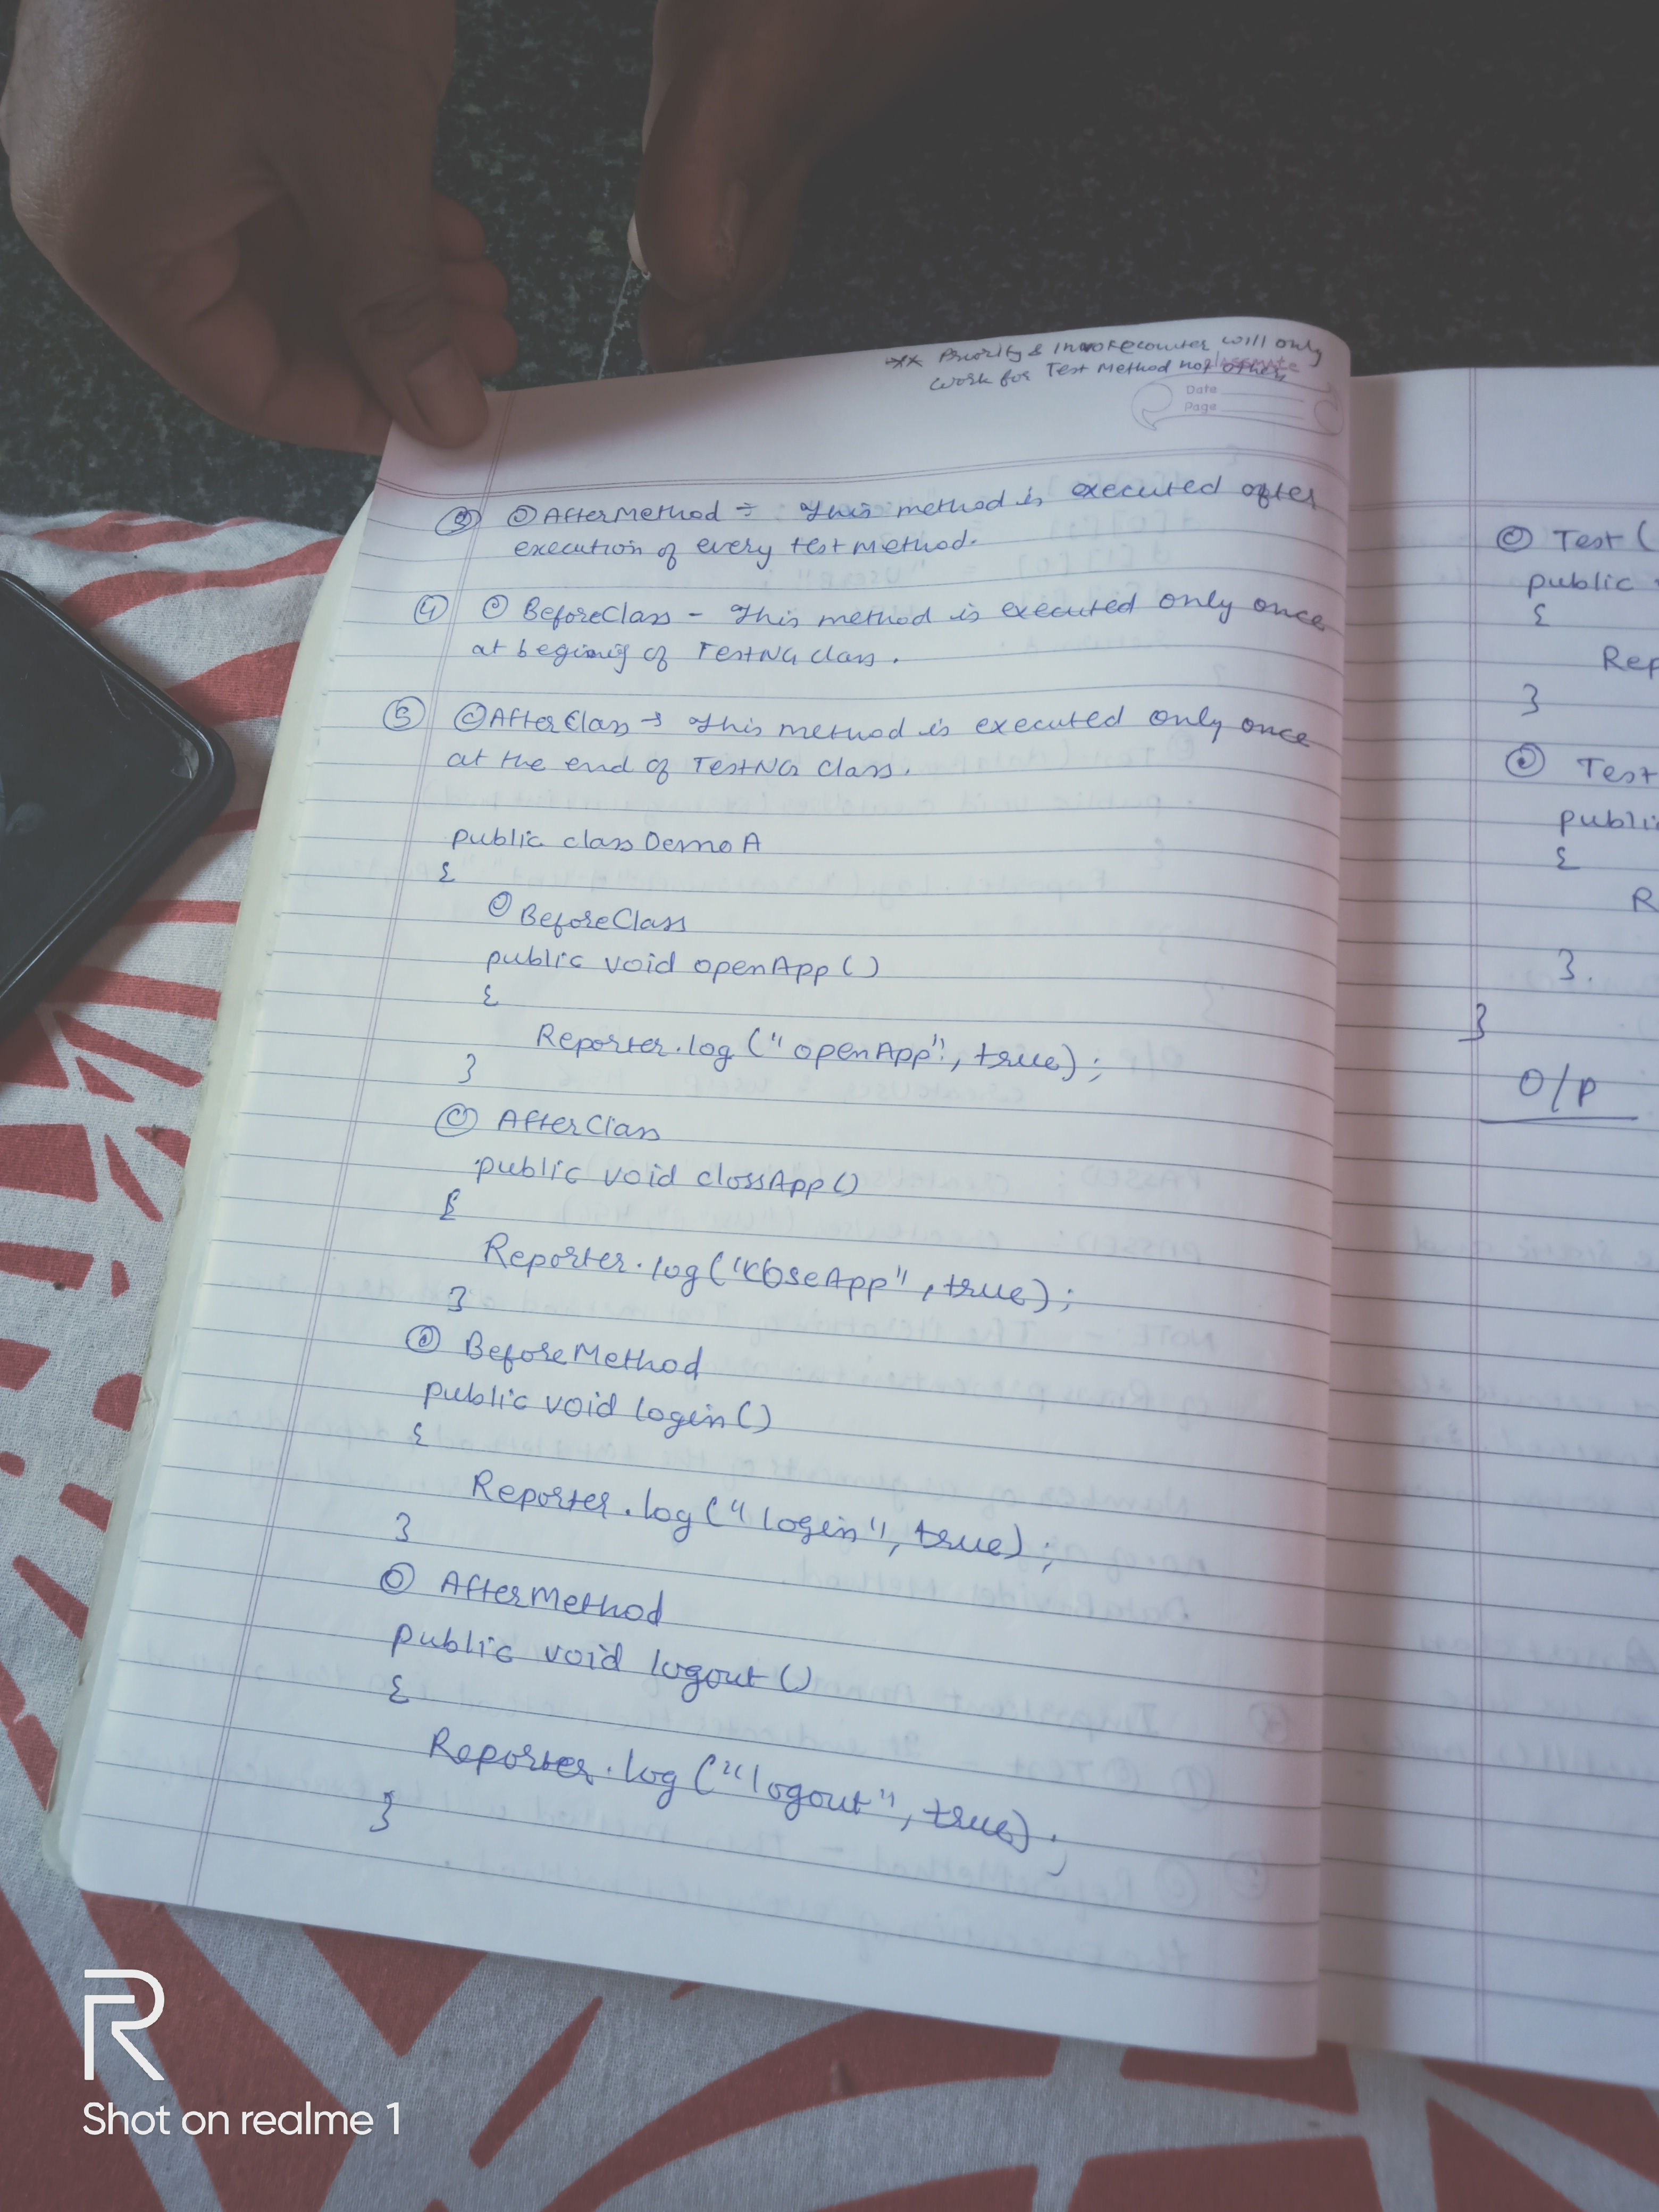 ** Priority & Invokecounter will only
work for Test Method not others
classmate
Date
Page
③ @AfterMethod ÷ This method is executed after
execution of every test method.
④ @ BeforeClass - This method is executed only once
at begining of TestNG class.
⑤ @AfterClass → This method is executed only once
at the end of TestNG class.
public class DemoA
{
@ BeforeClass
public void openApp ()
{
Reporter.log ("openApp", true);
}
@ AfterClass
public void clossApp()
{
Reporter.log ("closeApp", true);
}
@ BeforeMethod
public void login ()
{
Reporter.log ("login", true);
}
@ AfterMethod
public void logout ()
{
Reporter.log ("logout", true);
}
@ Test (
public
{
Rep
}
@ Test
public
{
R
}.
}
O/P
R
Shot on realme 1